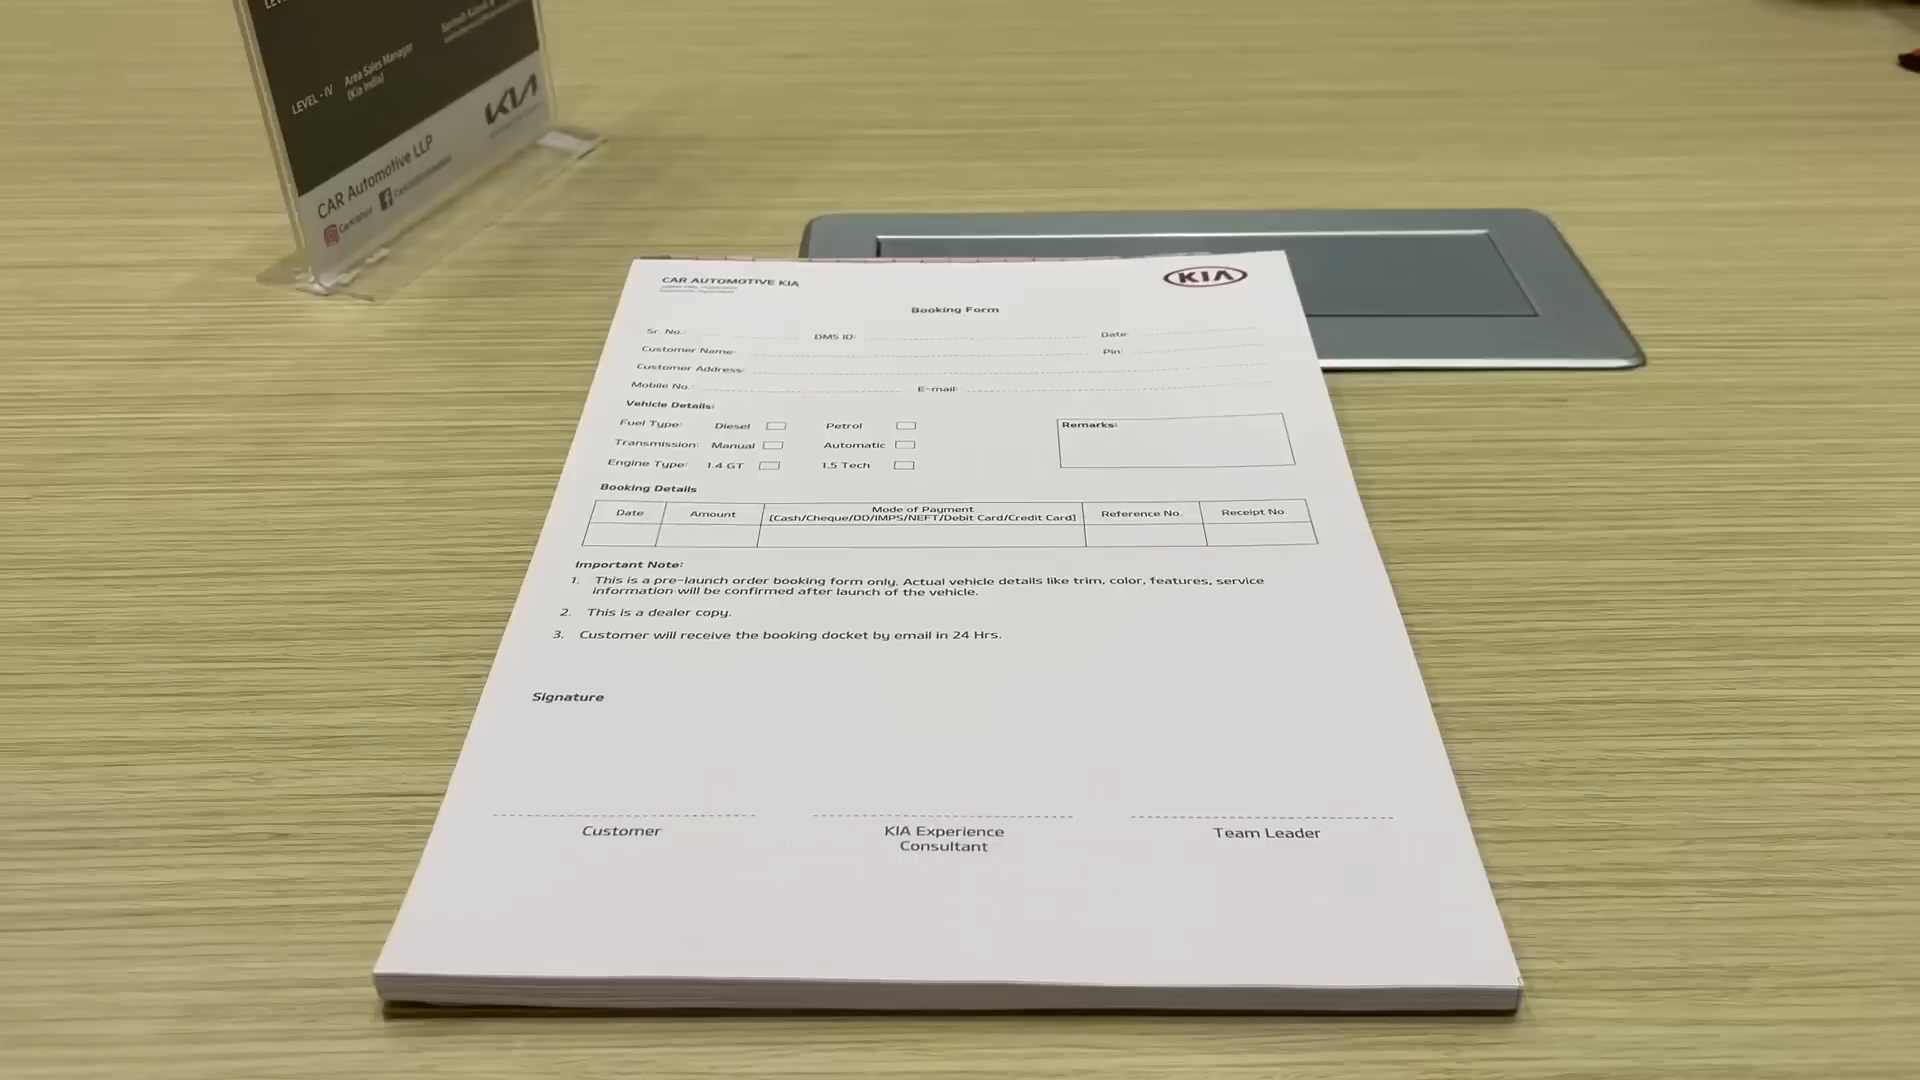 LEVEL - IV Area Sales Manager
(Kia India)
KIA
CAR Automotive LLP
CAR AUTOMOTIVE KIA
KIA
Booking Form
Sr. No.:
DMS ID:
Date:
Customer Name:
Pin:
Customer Address:
Mobile No.:
E-mail:
Vehicle Details:
Fuel Type: Diesel Petrol
Transmission: Manual Automatic
Engine Type: 1.4 GT 1.5 Tech
Remarks:
Booking Details
Date
Amount
Mode of Payment
[Cash/Cheque/DD/IMPS/NEFT/Debit Card/Credit Card]
Reference No.
Receipt No
Important Note:
1. This is a pre-launch order booking form only. Actual vehicle details like trim, color, features, service
information will be confirmed after launch of the vehicle.
2. This is a dealer copy.
3. Customer will receive the booking docket by email in 24 Hrs.
Signature
Customer
KIA Experience
Consultant
Team Leader